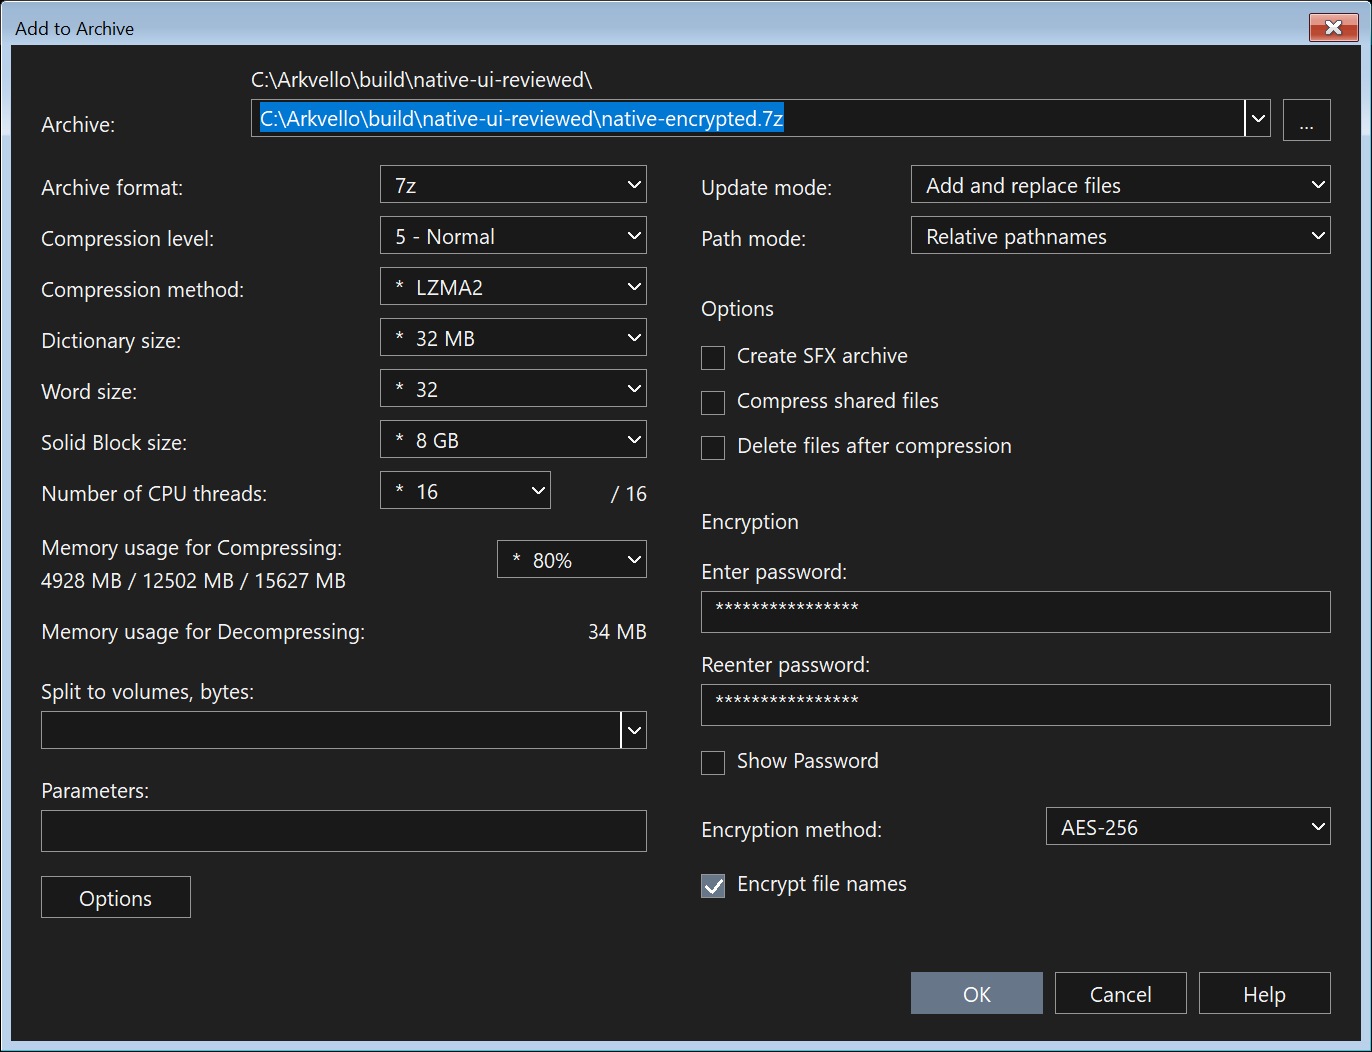 Add to Archive
C:\Arkvello\build\native-ui-reviewed\
Archive:
C:\Arkvello\build\native-ui-reviewed\native-encrypted.7z
...
Archive format:
7z
Compression level:
5 - Normal
Compression method:
* LZMA2
Dictionary size:
* 32 MB
Word size:
* 32
Solid Block size:
* 8 GB
Number of CPU threads:
* 16
/ 16
Memory usage for Compressing:
4928 MB / 12502 MB / 15627 MB
* 80%
Memory usage for Decompressing:
34 MB
Split to volumes, bytes:
Parameters:
Options
Update mode:
Add and replace files
Path mode:
Relative pathnames
Options
Create SFX archive
Compress shared files
Delete files after compression
Encryption
Enter password:
****************
Reenter password:
****************
Show Password
Encryption method:
AES-256
Encrypt file names
OK
Cancel
Help